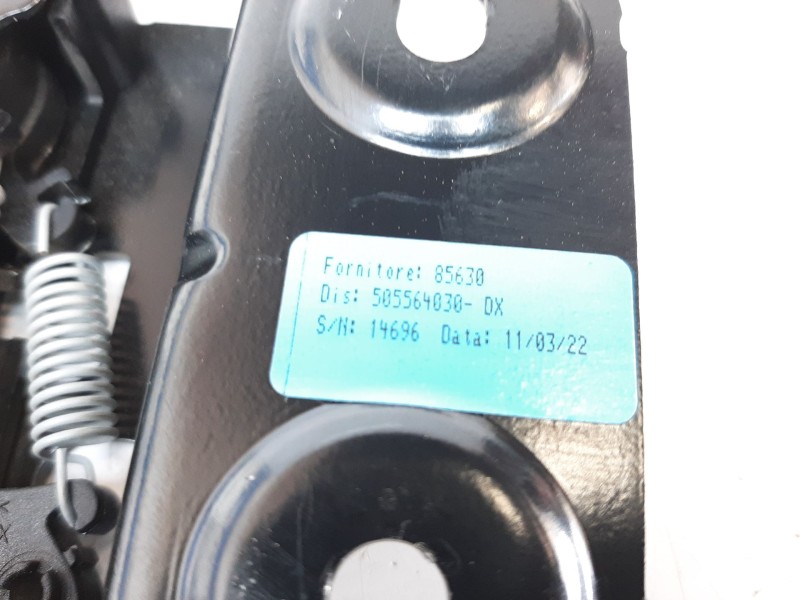 Fornitore: 85630
Dis: 505564030- DX
S/N: 14696 Data: 11/03/22